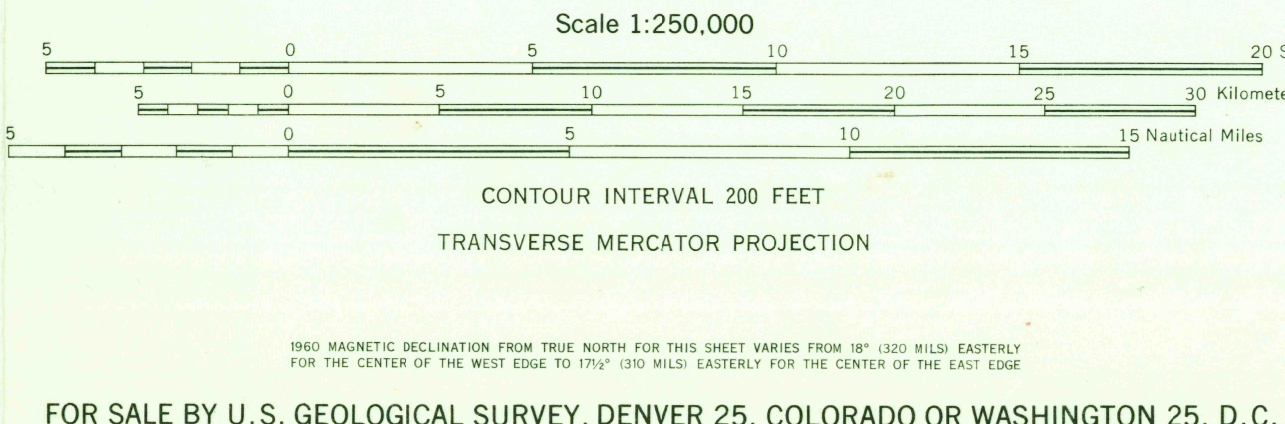 Scale 1:250,000
5 0 5 10 15 20
5 0 5 10 15 20 25 30
5 0 5 10 15 Nautical Miles
CONTOUR INTERVAL 200 FEET
TRANSVERSE MERCATOR PROJECTION
1960 MAGNETIC DECLINATION FROM TRUE NORTH FOR THIS SHEET VARIES FROM 18° (320 MILS) EASTERLY
FOR THE CENTER OF THE WEST EDGE TO 17½° (310 MILS) EASTERLY FOR THE CENTER OF THE EAST EDGE
FOR SALE BY U.S. GEOLOGICAL SURVEY, DENVER 25, COLORADO OR WASHINGTON 25, D.C.